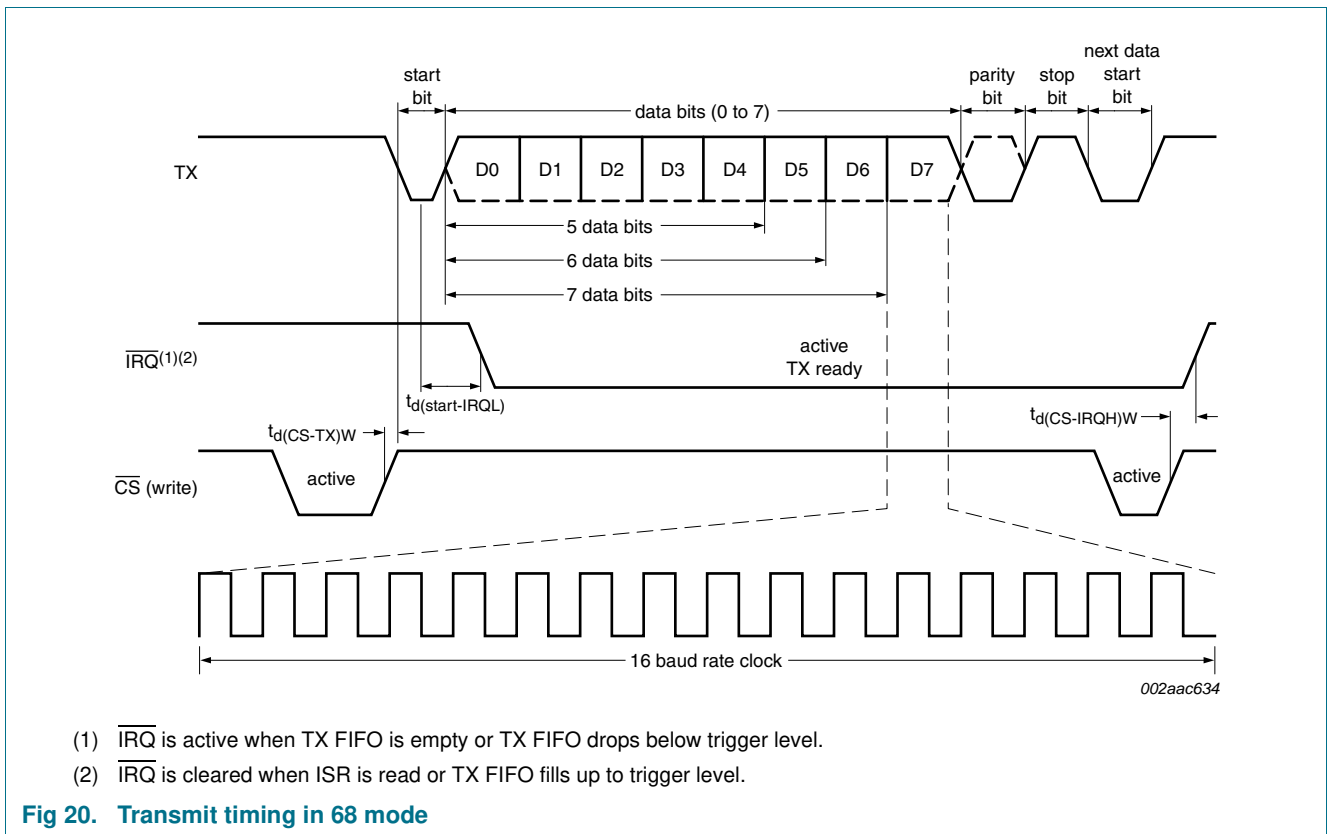 start
bit
data bits (0 to 7)
parity
bit
stop
bit
next data
start
bit
TX
D0 D1 D2 D3 D4 D5 D6 D7
5 data bits
6 data bits
7 data bits
IRQ(1)(2)
active
TX ready
td(start-IRQL)
td(CS-TX)W
td(CS-IRQH)W
CS (write)
active
active
16 baud rate clock
002aac634
(1) IRQ is active when TX FIFO is empty or TX FIFO drops below trigger level.
(2) IRQ is cleared when ISR is read or TX FIFO fills up to trigger level.
Fig 20. Transmit timing in 68 mode